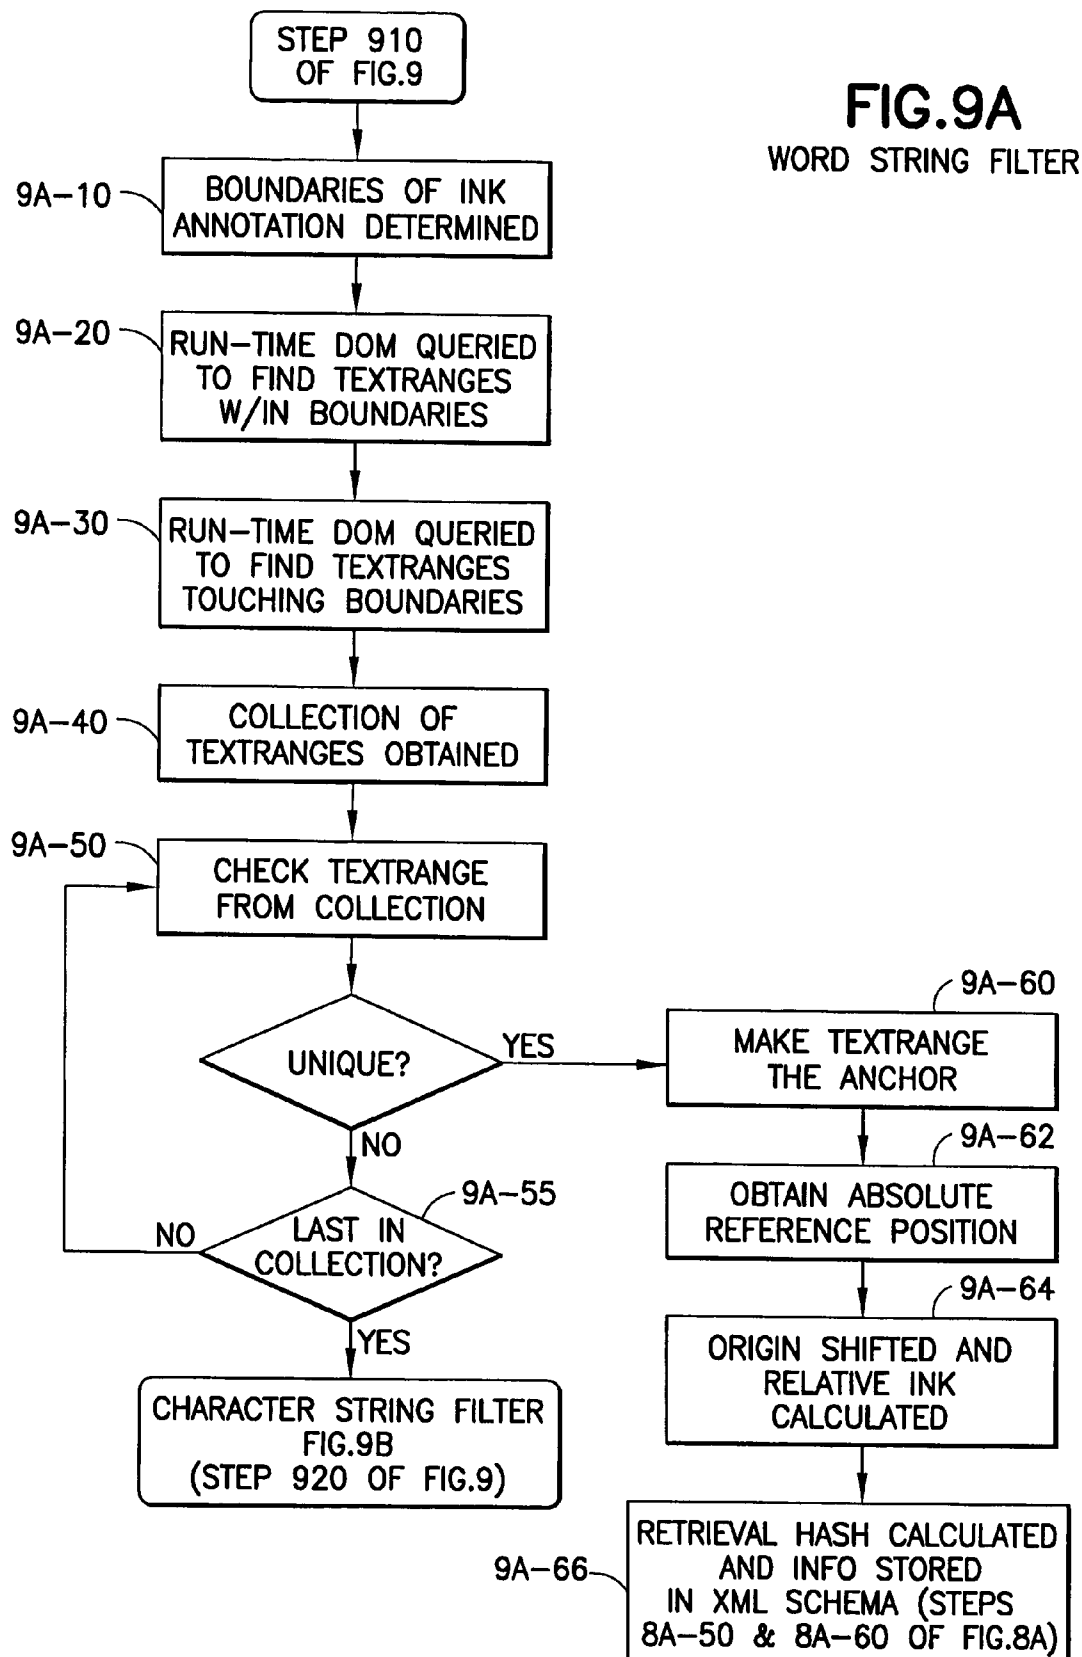 STEP 910
OF FIG.9
FIG.9A
WORD STRING FILTER
9A-10
BOUNDARIES OF INK
ANNOTATION DETERMINED
9A-20
RUN-TIME DOM QUERIED
TO FIND TEXTRANGES
W/IN BOUNDARIES
9A-30
RUN-TIME DOM QUERIED
TO FIND TEXTRANGES
TOUCHING BOUNDARIES
9A-40
COLLECTION OF
TEXTRANGES OBTAINED
9A-50
CHECK TEXTRANGE
FROM COLLECTION
UNIQUE?
YES
NO
9A-55
LAST IN
COLLECTION?
NO
YES
CHARACTER STRING FILTER
FIG.9B
(STEP 920 OF FIG.9)
9A-60
MAKE TEXTRANGE
THE ANCHOR
9A-62
OBTAIN ABSOLUTE
REFERENCE POSITION
9A-64
ORIGIN SHIFTED AND
RELATIVE INK
CALCULATED
9A-66
RETRIEVAL HASH CALCULATED
AND INFO STORED
IN XML SCHEMA (STEPS
8A-50 & 8A-60 OF FIG.8A)